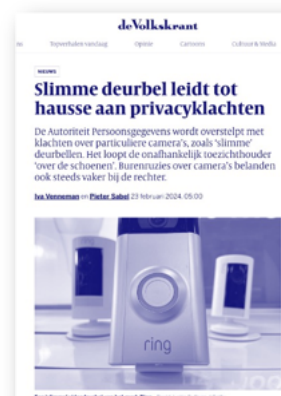 de Volkskrant
Topverhalen vandaag Opinie Cartoons Cultuur & Media
NIEUWS
Slimme deurbel leidt tot
hausse aan privacyklachten
De Autoriteit Persoonsgegevens wordt overstelpt met
klachten over particuliere camera's, zoals 'slimme'
deurbellen. Het loopt de onafhankelijk toezichthouder
'over de schoenen'. Burenruzies over camera's belanden
ook steeds vaker bij de rechter.
Iva Venneman en Pieter Sabel 23 februari 2024, 05:00
ring